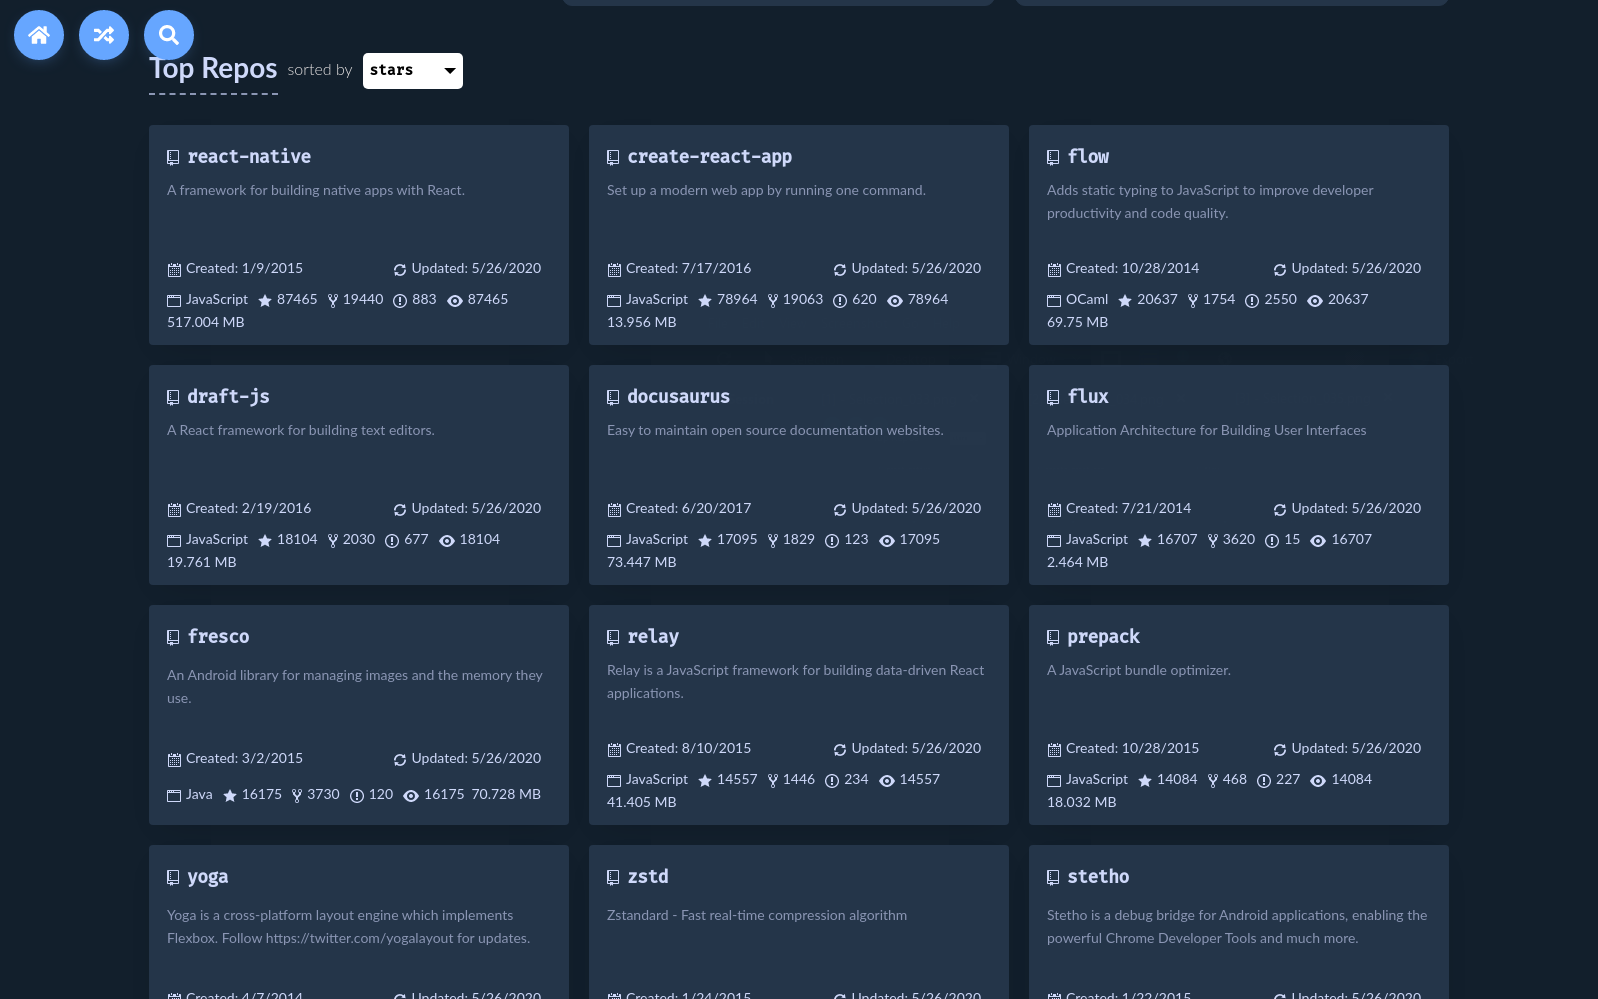 Top Repos sorted by stars
react-native
A framework for building native apps with React.
Created: 1/9/2015 Updated: 5/26/2020
JavaScript 87465 19440 883 87465
517.004 MB
create-react-app
Set up a modern web app by running one command.
Created: 7/17/2016 Updated: 5/26/2020
JavaScript 78964 19063 620 78964
13.956 MB
flow
Adds static typing to JavaScript to improve developer
productivity and code quality.
Created: 10/28/2014 Updated: 5/26/2020
OCaml 20637 1754 2550 20637
69.75 MB
draft-js
A React framework for building text editors.
Created: 2/19/2016 Updated: 5/26/2020
JavaScript 18104 2030 677 18104
19.761 MB
docusaurus
Easy to maintain open source documentation websites.
Created: 6/20/2017 Updated: 5/26/2020
JavaScript 17095 1829 123 17095
73.447 MB
flux
Application Architecture for Building User Interfaces
Created: 7/21/2014 Updated: 5/26/2020
JavaScript 16707 3620 15 16707
2.464 MB
fresco
An Android library for managing images and the memory they
use.
Created: 3/2/2015 Updated: 5/26/2020
Java 16175 3730 120 16175 70.728 MB
relay
Relay is a JavaScript framework for building data-driven React
applications.
Created: 8/10/2015 Updated: 5/26/2020
JavaScript 14557 1446 234 14557
41.405 MB
prepack
A JavaScript bundle optimizer.
Created: 10/28/2015 Updated: 5/26/2020
JavaScript 14084 468 227 14084
18.032 MB
yoga
Yoga is a cross-platform layout engine which implements
Flexbox. Follow https://twitter.com/yogalayout for updates.
Created: 4/7/2014 Updated: 5/26/2020
zstd
Zstandard - Fast real-time compression algorithm
Created: 1/24/2015 Updated: 5/26/2020
stetho
Stetho is a debug bridge for Android applications, enabling the
powerful Chrome Developer Tools and much more.
Created: 1/22/2015 Updated: 5/26/2020